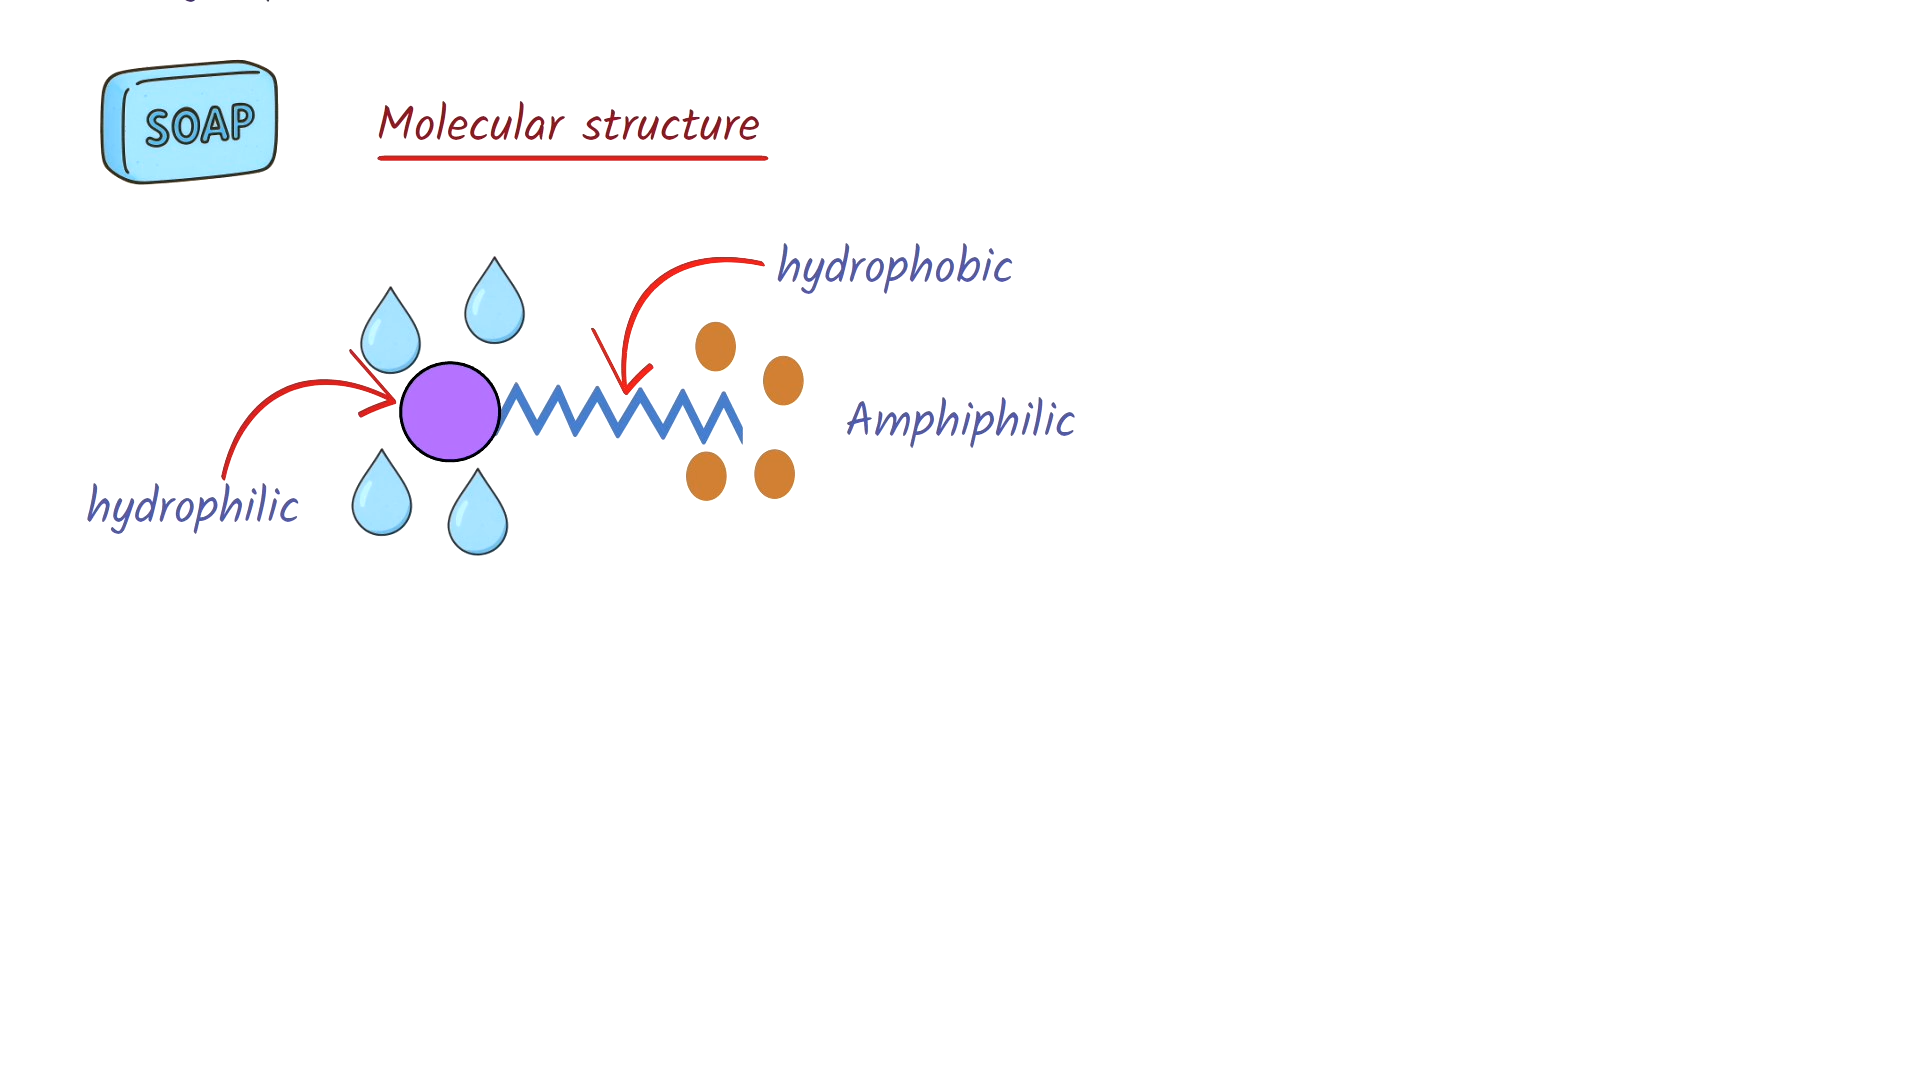 SOAP
Molecular structure
hydrophobic
Amphiphilic
hydrophilic